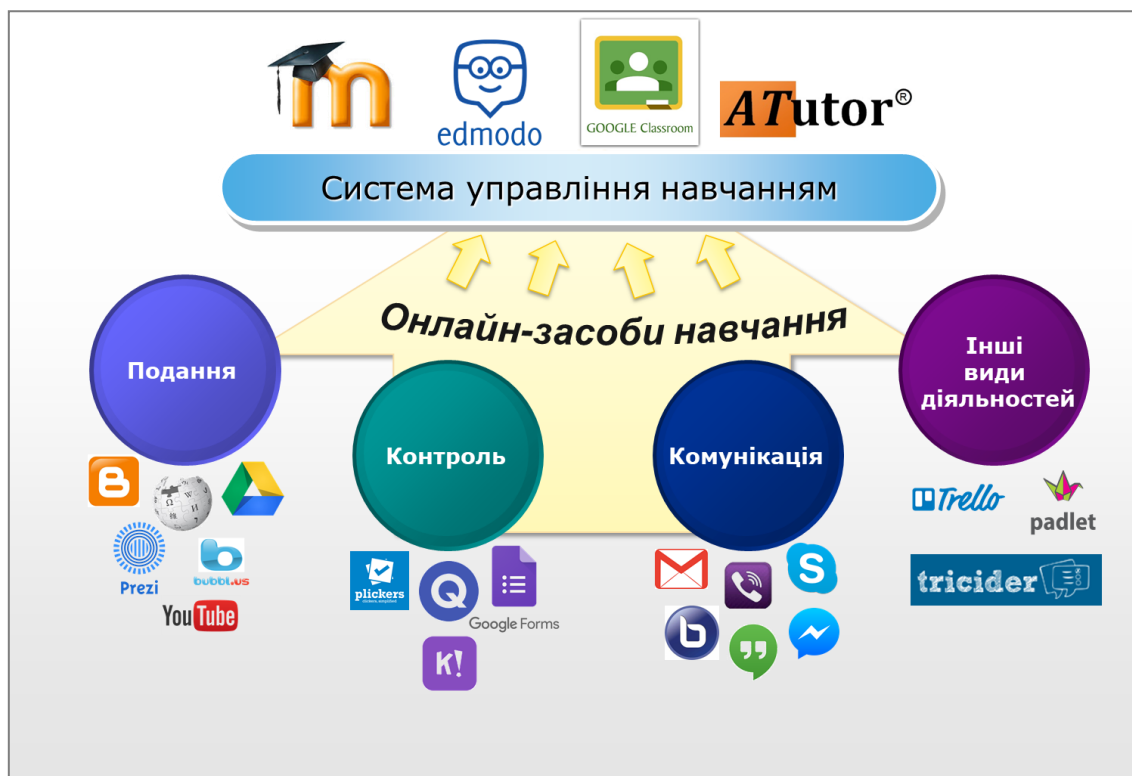 m
edmodo
GOOGLE Classroom
ATutor®
Система управління навчанням
Онлайн-засоби навчання
Подання
Контроль
Комунікація
Інші
види
діяльностей
B
Prezi
b
bubbl.us
YouTube
plickers
Q
Google Forms
K!
S
b
Trello
padlet
tricider